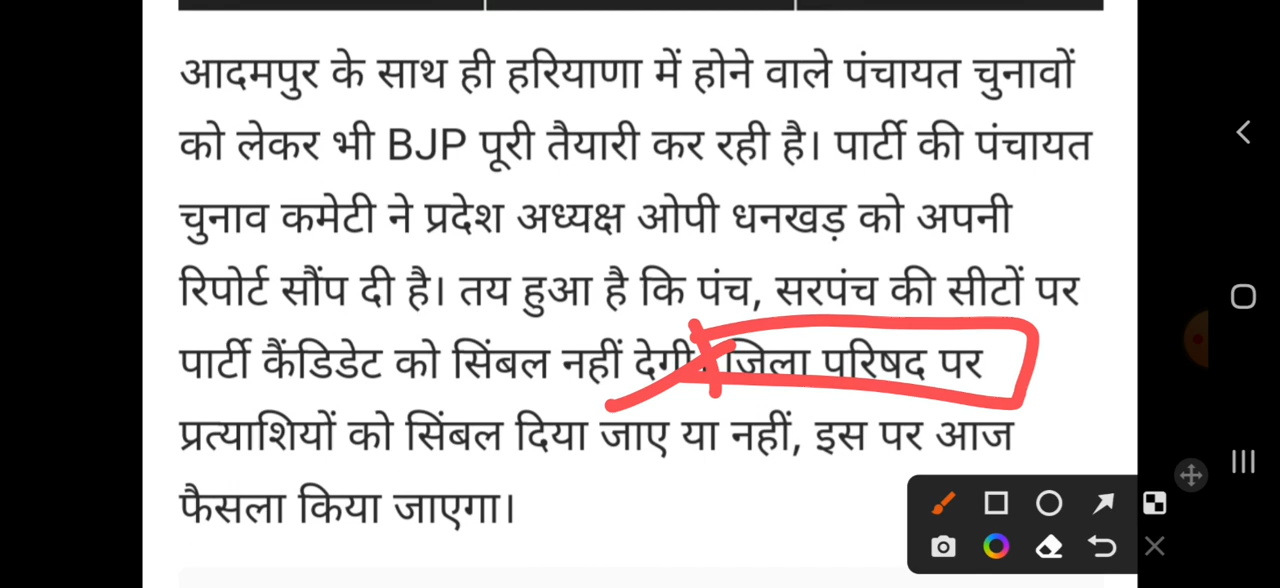 आदमपुर के साथ ही हरियाणा में होने वाले पंचायत चुनावों
को लेकर भी BJP पूरी तैयारी कर रही है। पार्टी की पंचायत
चुनाव कमेटी ने प्रदेश अध्यक्ष ओपी धनखड़ को अपनी
रिपोर्ट सौंप दी है। तय हुआ है कि पंच, सरपंच की सीटों पर
पार्टी कैंडिडेट को सिंबल नहीं देगी। जिला परिषद पर
प्रत्याशियों को सिंबल दिया जाए या नहीं, इस पर आज
फैसला किया जाएगा।